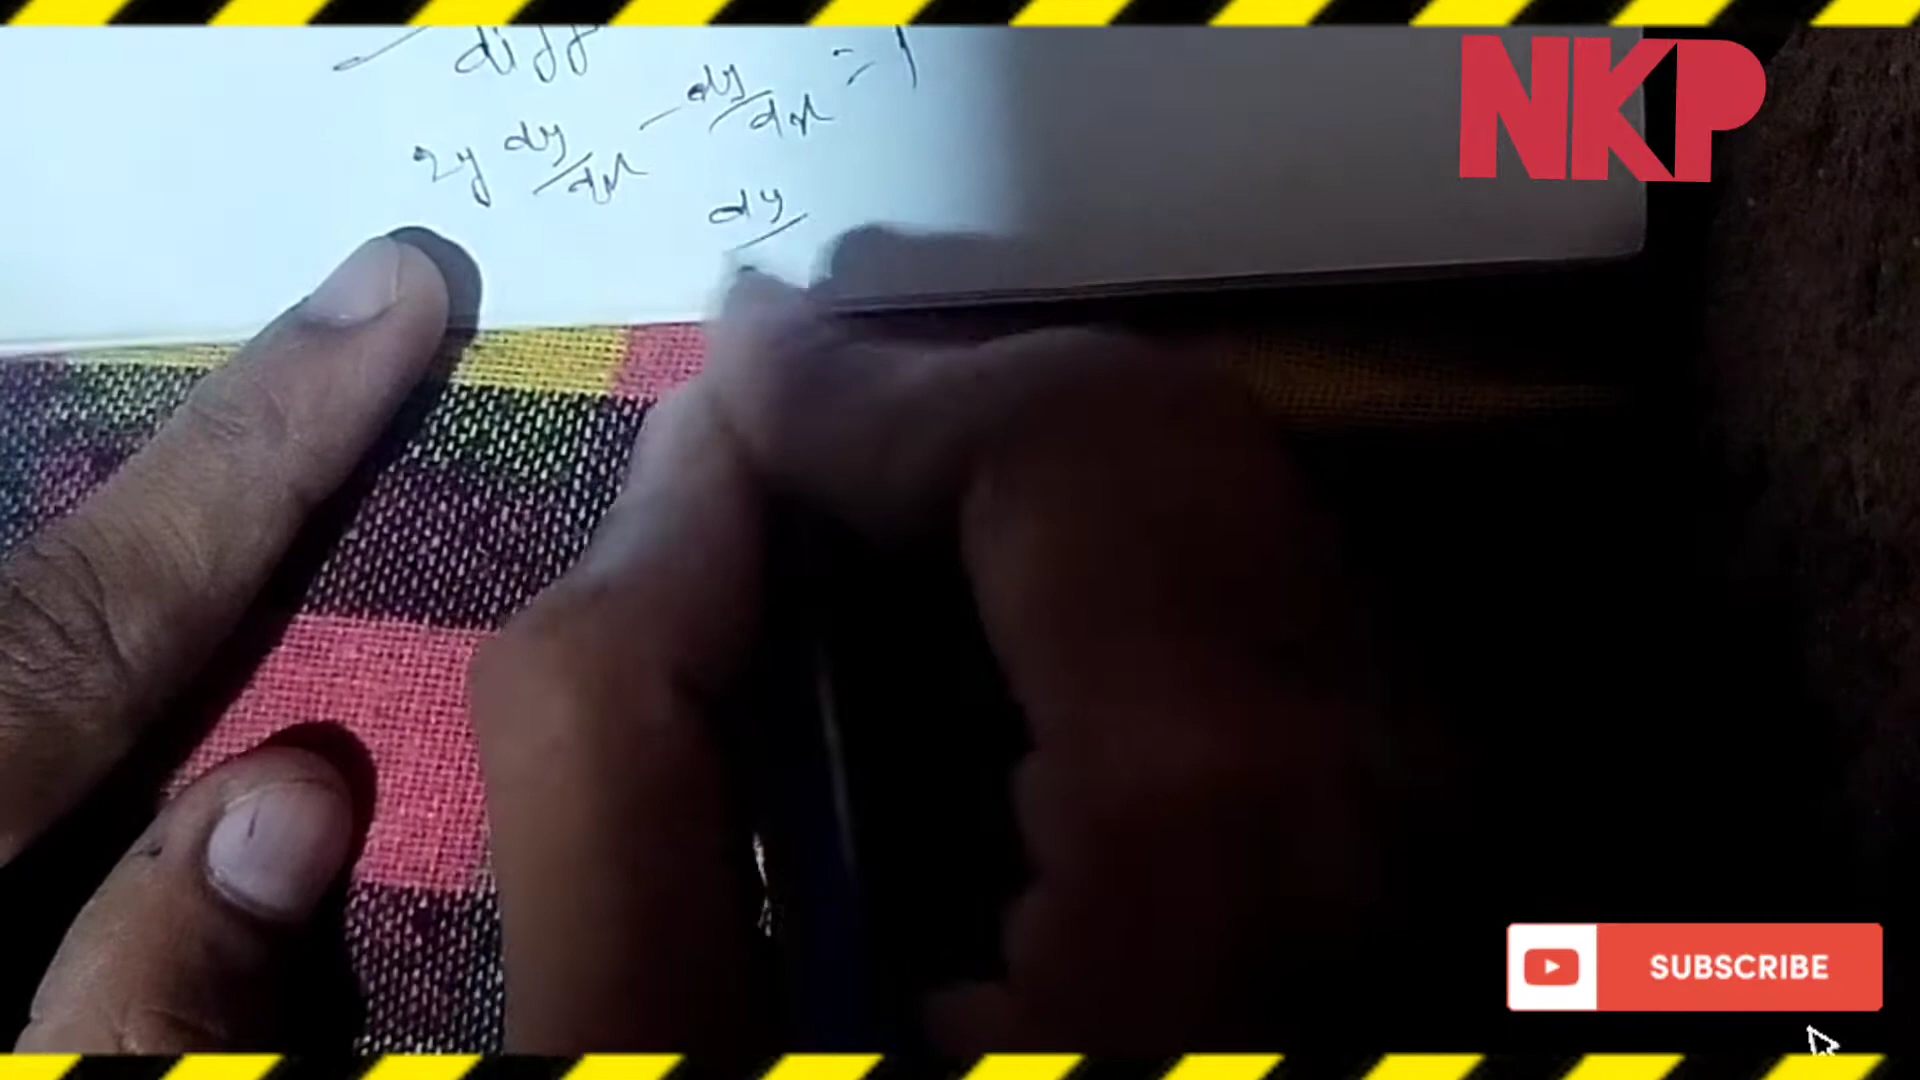 diff
2y dy/dx - dy/dx = 1
dy
NKP
SUBSCRIBE